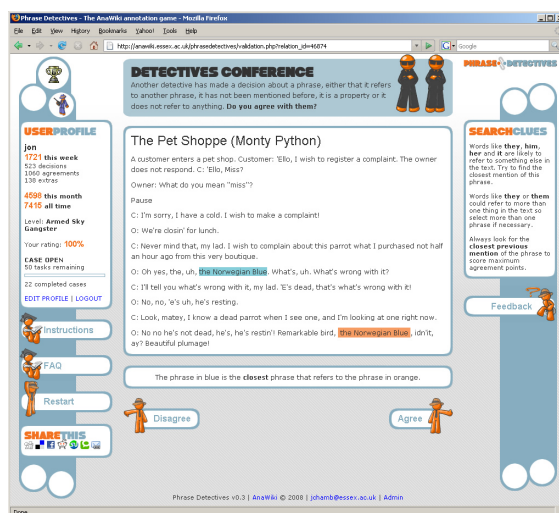 Phrase Detectives - The AnaWiki annotation game - Mozilla Firefox
File Edit View History Bookmarks Yahoo! Tools Help
http://anawiki.essex.ac.uk/phrasedetectives/validation.php?relation_id=46874
Google
DETECTIVES CONFERENCE
Another detective has made a decision about a phrase, either that it refers
to another phrase, it has not been mentioned before, it is a property or it
does not refer to anything. Do you agree with them?
PHRASE DETECTIVES
USERPROFILE
jon
1721 this week
523 decisions
1060 agreements
138 extras
4598 this month
7415 all time
Level: Armed Sky
Gangster
Your rating: 100%
CASE OPEN
50 tasks remaining
22 completed cases
EDIT PROFILE | LOGOUT
Instructions
FAQ
Restart
SHARETHIS
The Pet Shoppe (Monty Python)
A customer enters a pet shop. Customer: 'Ello, I wish to register a complaint. The owner
does not respond. C: 'Ello, Miss?
Owner: What do you mean "miss"?
Pause
C: I'm sorry, I have a cold. I wish to make a complaint!
O: We're closin' for lunch.
C: Never mind that, my lad. I wish to complain about this parrot what I purchased not half
an hour ago from this very boutique.
O: Oh yes, the, uh, the Norwegian Blue. What's, uh. What's wrong with it?
C: I'll tell you what's wrong with it, my lad. 'E's dead, that's what's wrong with it!
O: No, no, 'e's uh, he's resting.
C: Look, matey, I know a dead parrot when I see one, and I'm looking at one right now.
O: No no he's not dead, he's, he's restin'! Remarkable bird, the Norwegian Blue , idn'it,
ay? Beautiful plumage!
The phrase in blue is the closest phrase that refers to the phrase in orange.
Disagree
Agree
SEARCHCLUES
Words like they, him,
her and it are likely to
refer to something else in
the text. Try to find the
closest mention of this
phrase.
Words like they or them
could refer to more than
one thing in the text so
select more than one
phrase if necessary.
Always look for the
closest previous
mention of the phrase to
score maximum
agreement points.
Feedback
Phrase Detectives v0.3 | AnaWiki © 2008 | jchamb@essex.ac.uk | Admin
Done